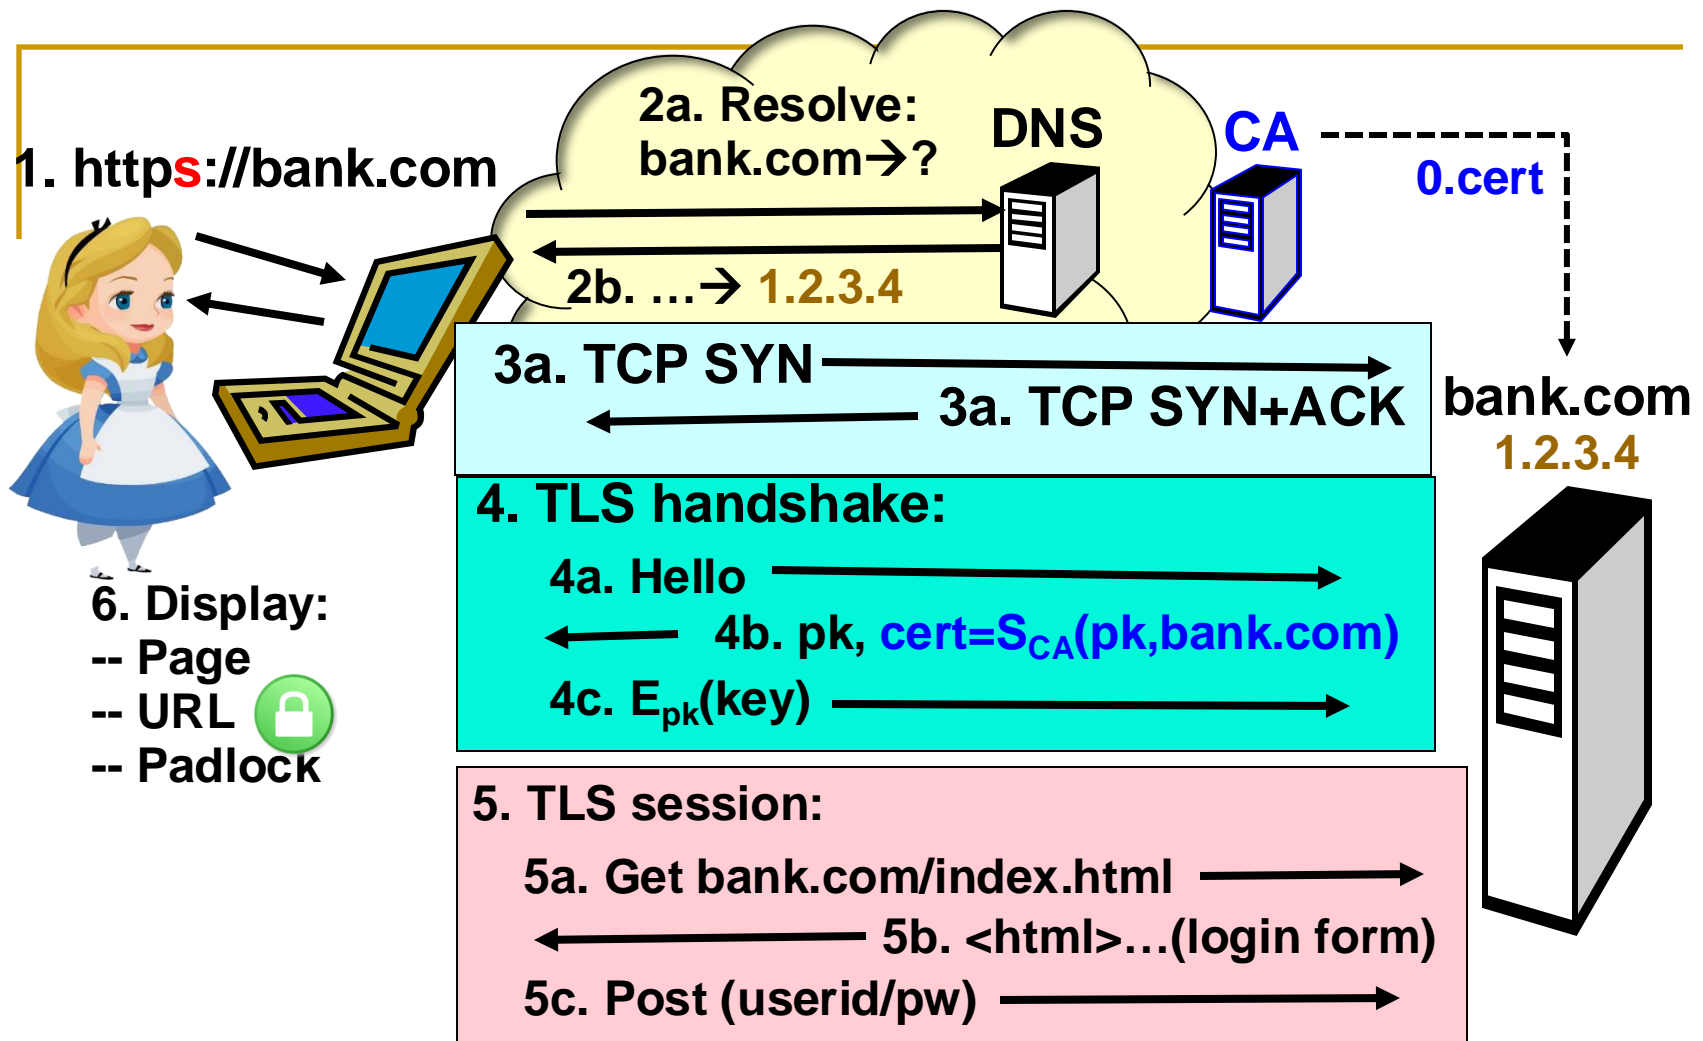 2a. Resolve:
bank.com→?
DNS
CA
0.cert
1. https://bank.com
2b. …→ 1.2.3.4
3a. TCP SYN
3a. TCP SYN+ACK
bank.com
1.2.3.4
4. TLS handshake:
4a. Hello
4b. pk, cert=S_CA(pk,bank.com)
4c. E_pk(key)
6. Display:
-- Page
-- URL
-- Padlock
5. TLS session:
5a. Get bank.com/index.html
5b. <html>…(login form)
5c. Post (userid/pw)